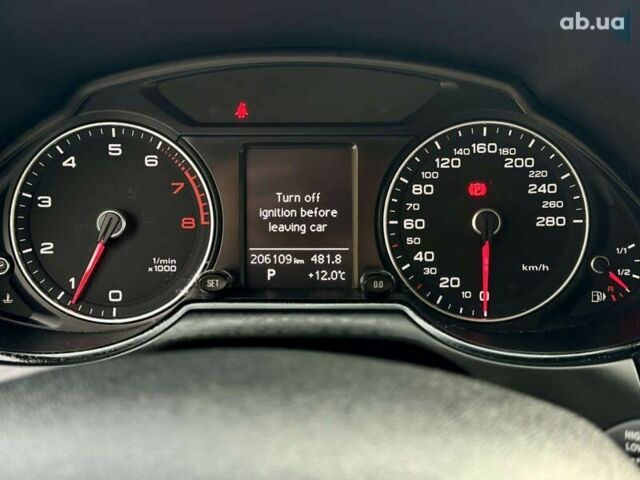 ab.ua
1 2 3 4 5 6 7 8 0
1/min
x1000
Turn off
ignition before
leaving car
206109 km 481.8
P +12.0°C
SET
0.0
10 20 30 40 50 60 80 100 120 140 160 180 200 220 240 260 280
0
km/h
(P)
1/1
1/2
R
HIGH
LOW